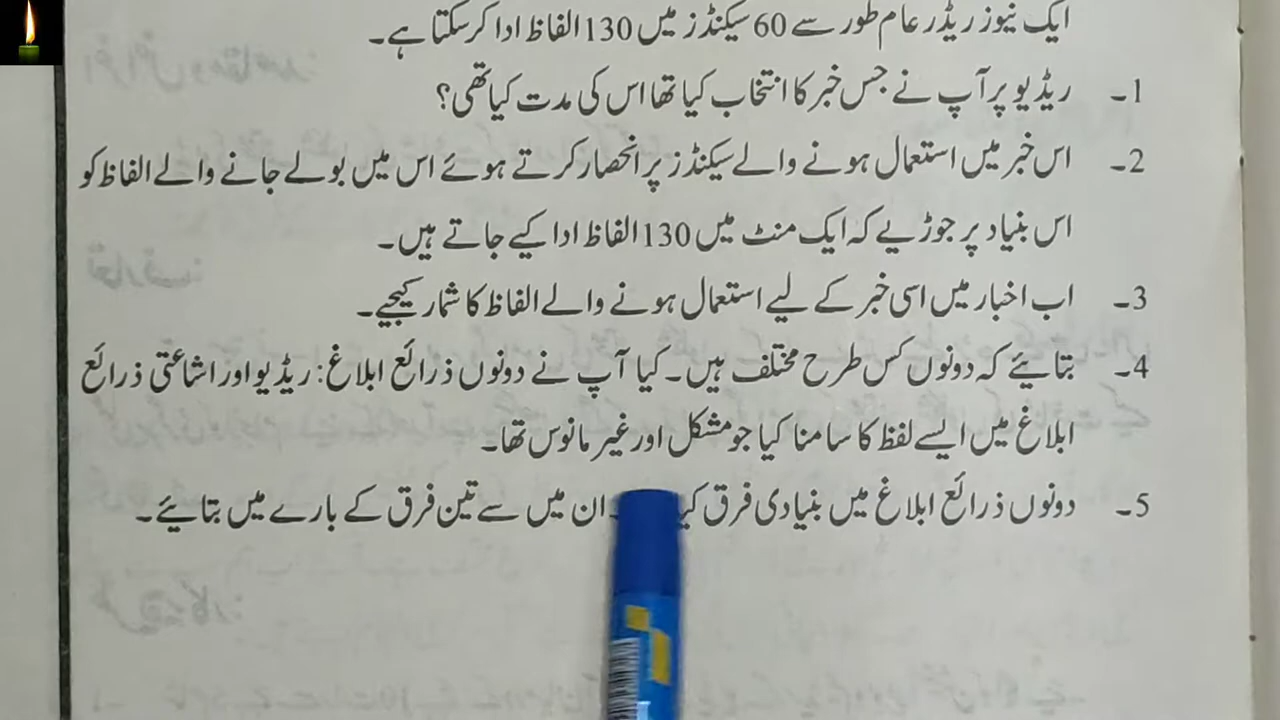 ایک نیوز ریڈر عام طور سے 60 سیکنڈز میں 130 الفاظ ادا کر سکتا ہے۔
1۔ ریڈیو پر آپ نے جس خبر کا انتخاب کیا تھا اس کی مدت کیا تھی؟
2۔ اس خبر میں استعمال ہونے والے سیکنڈز پر انحصار کرتے ہوئے اس میں بولے جانے والے الفاظ کو
اس بنیاد پر جوڑیے کہ ایک منٹ میں 130 الفاظ ادا کیے جاتے ہیں۔
3۔ اب اخبار میں اسی خبر کے لیے استعمال ہونے والے الفاظ کا شمار کیجیے۔
4۔ بتائیے کہ دونوں کس طرح مختلف ہیں۔ کیا آپ نے دونوں ذرائع ابلاغ: ریڈیو اور اشاعتی ذرائع
ابلاغ میں ایسے لفظ کا سامنا کیا جو مشکل اور غیر مانوس تھا۔
5۔ دونوں ذرائع ابلاغ میں بنیادی فرق ان میں سے تین فرق کے بارے میں بتائیے۔